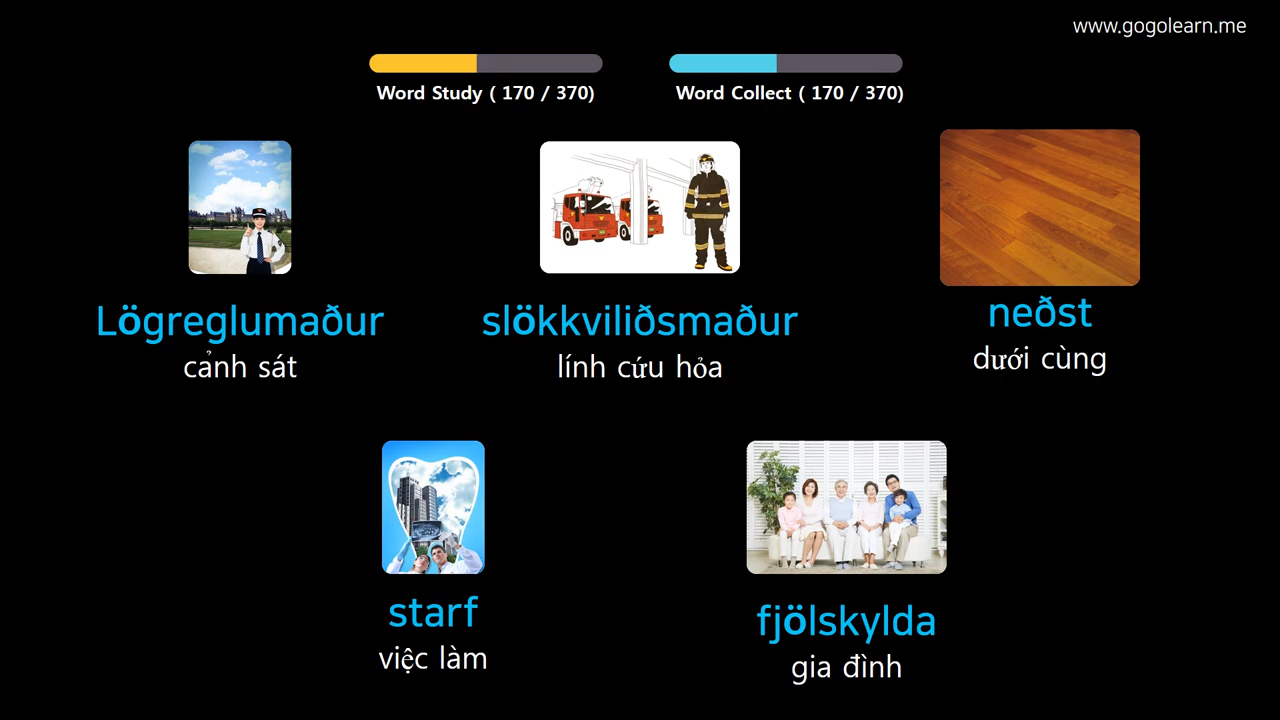 www.gogolearn.me
Word Study ( 170 / 370)
Word Collect ( 170 / 370)
Lögreglumaður
cảnh sát
slökkviliðsmaður
lính cứu hỏa
neðst
dưới cùng
starf
việc làm
fjölskylda
gia đình